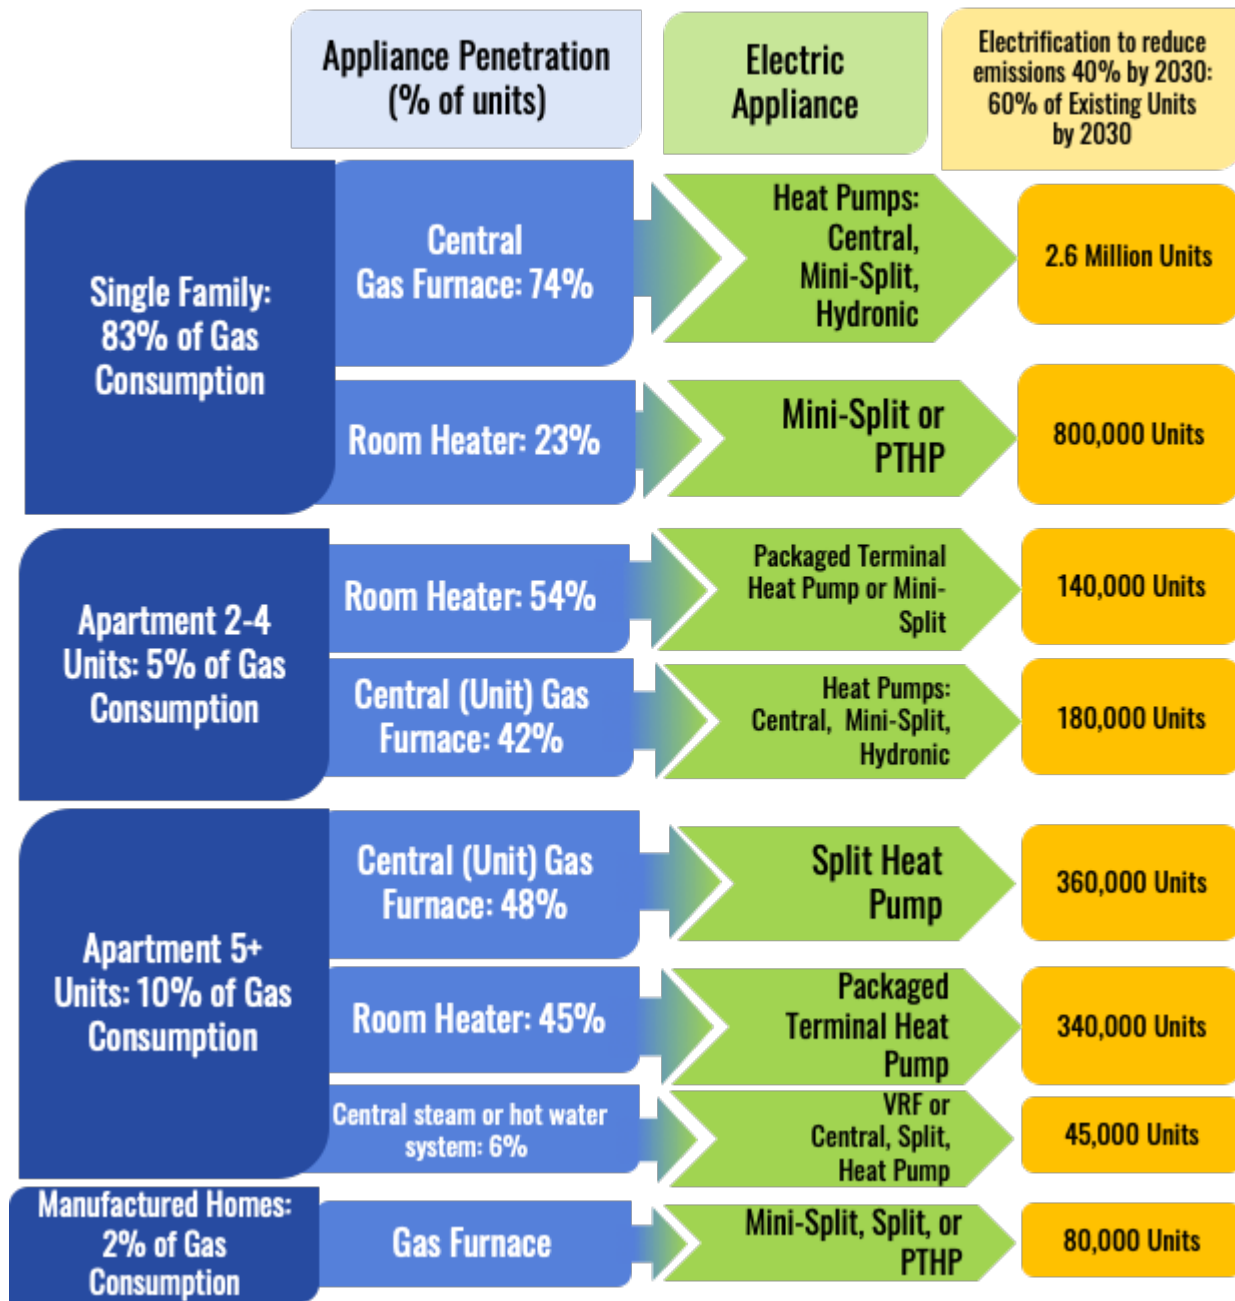 Appliance Penetration
(% of units)
Electric
Appliance
Electrification to reduce
emissions 40% by 2030:
60% of Existing Units
by 2030
Single Family:
83% of Gas
Consumption
Central
Gas Furnace: 74%
Heat Pumps:
Central,
Mini-Split,
Hydronic
2.6 Million Units
Room Heater: 23%
Mini-Split or
PTHP
800,000 Units
Apartment 2-4
Units: 5% of Gas
Consumption
Room Heater: 54%
Packaged Terminal
Heat Pump or Mini-
Split
140,000 Units
Central (Unit) Gas
Furnace: 42%
Heat Pumps:
Central, Mini-Split,
Hydronic
180,000 Units
Apartment 5+
Units: 10% of Gas
Consumption
Central (Unit) Gas
Furnace: 48%
Split Heat
Pump
360,000 Units
Room Heater: 45%
Packaged
Terminal Heat
Pump
340,000 Units
Central steam or hot water
system: 6%
VRF or
Central, Split,
Heat Pump
45,000 Units
Manufactured Homes:
2% of Gas
Consumption
Gas Furnace
Mini-Split, Split, or
PTHP
80,000 Units